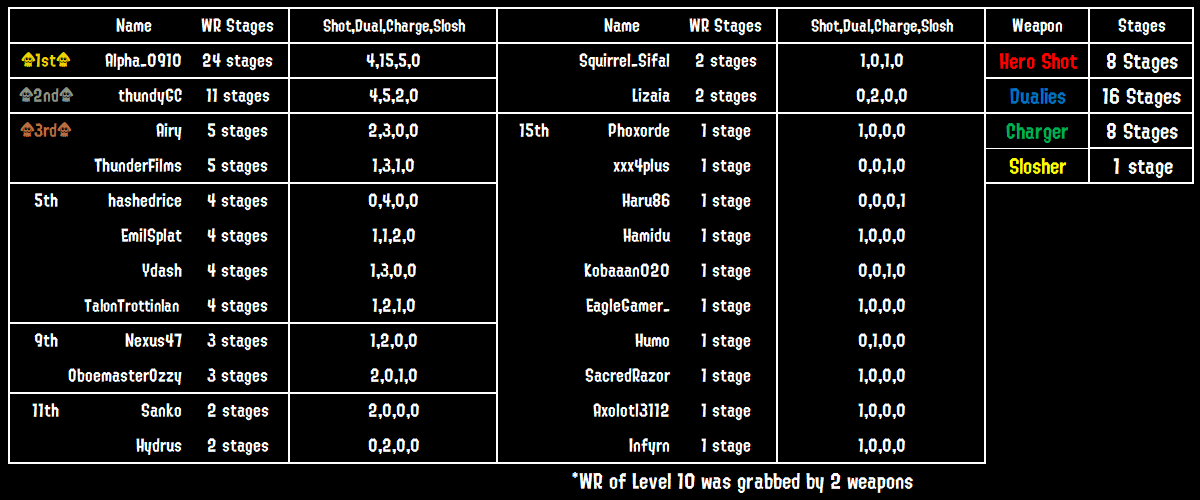 Name WR Stages Shot,Dual,Charge,Slosh Name WR Stages Shot,Dual,Charge,Slosh Weapon Stages
1st Alpha_0910 24 stages 4,15,5,0 Squirrel_Sifal 2 stages 1,0,1,0 Hero Shot 8 Stages
2nd thundyGC 11 stages 4,5,2,0 Lizaia 2 stages 0,2,0,0 Dualies 16 Stages
3rd Airy 5 stages 2,3,0,0 15th Phoxorde 1 stage 1,0,0,0 Charger 8 Stages
ThunderFilms 5 stages 1,3,1,0 xxx4plus 1 stage 0,0,1,0 Slosher 1 stage
5th hashedrice 4 stages 0,4,0,0 Haru86 1 stage 0,0,0,1
EmilSplat 4 stages 1,1,2,0 Hamidu 1 stage 1,0,0,0
Ydash 4 stages 1,3,0,0 Kobaaan020 1 stage 0,0,1,0
TalonTrottinlan 4 stages 1,2,1,0 EagleGamer_ 1 stage 1,0,0,0
9th Nexus47 3 stages 1,2,0,0 Humo 1 stage 0,1,0,0
OboemasterOzzy 3 stages 2,0,1,0 SacredRazor 1 stage 1,0,0,0
11th Sanko 2 stages 2,0,0,0 Axolotl3112 1 stage 1,0,0,0
Hydrus 2 stages 0,2,0,0 Infyrn 1 stage 1,0,0,0
*WR of Level 10 was grabbed by 2 weapons